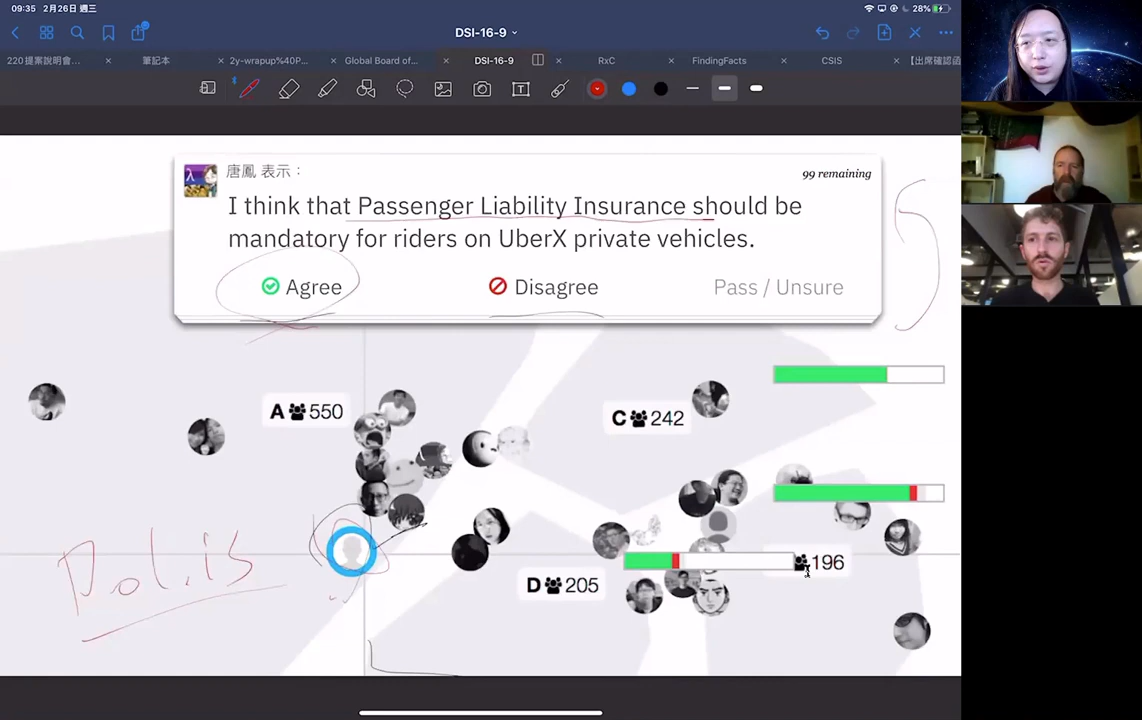 09:35 2月26日 週三
28%
DSI-16-9
220提案說明會...
筆記本
2y-wrapup%40P...
Global Board of...
DSI-16-9
RxC
FindingFacts
CSIS
【出席確認函
唐鳳 表示：
99 remaining
I think that Passenger Liability Insurance should be
mandatory for riders on UberX private vehicles.
Agree
Disagree
Pass / Unsure
A 550
C 242
Pol.is
D 205
196